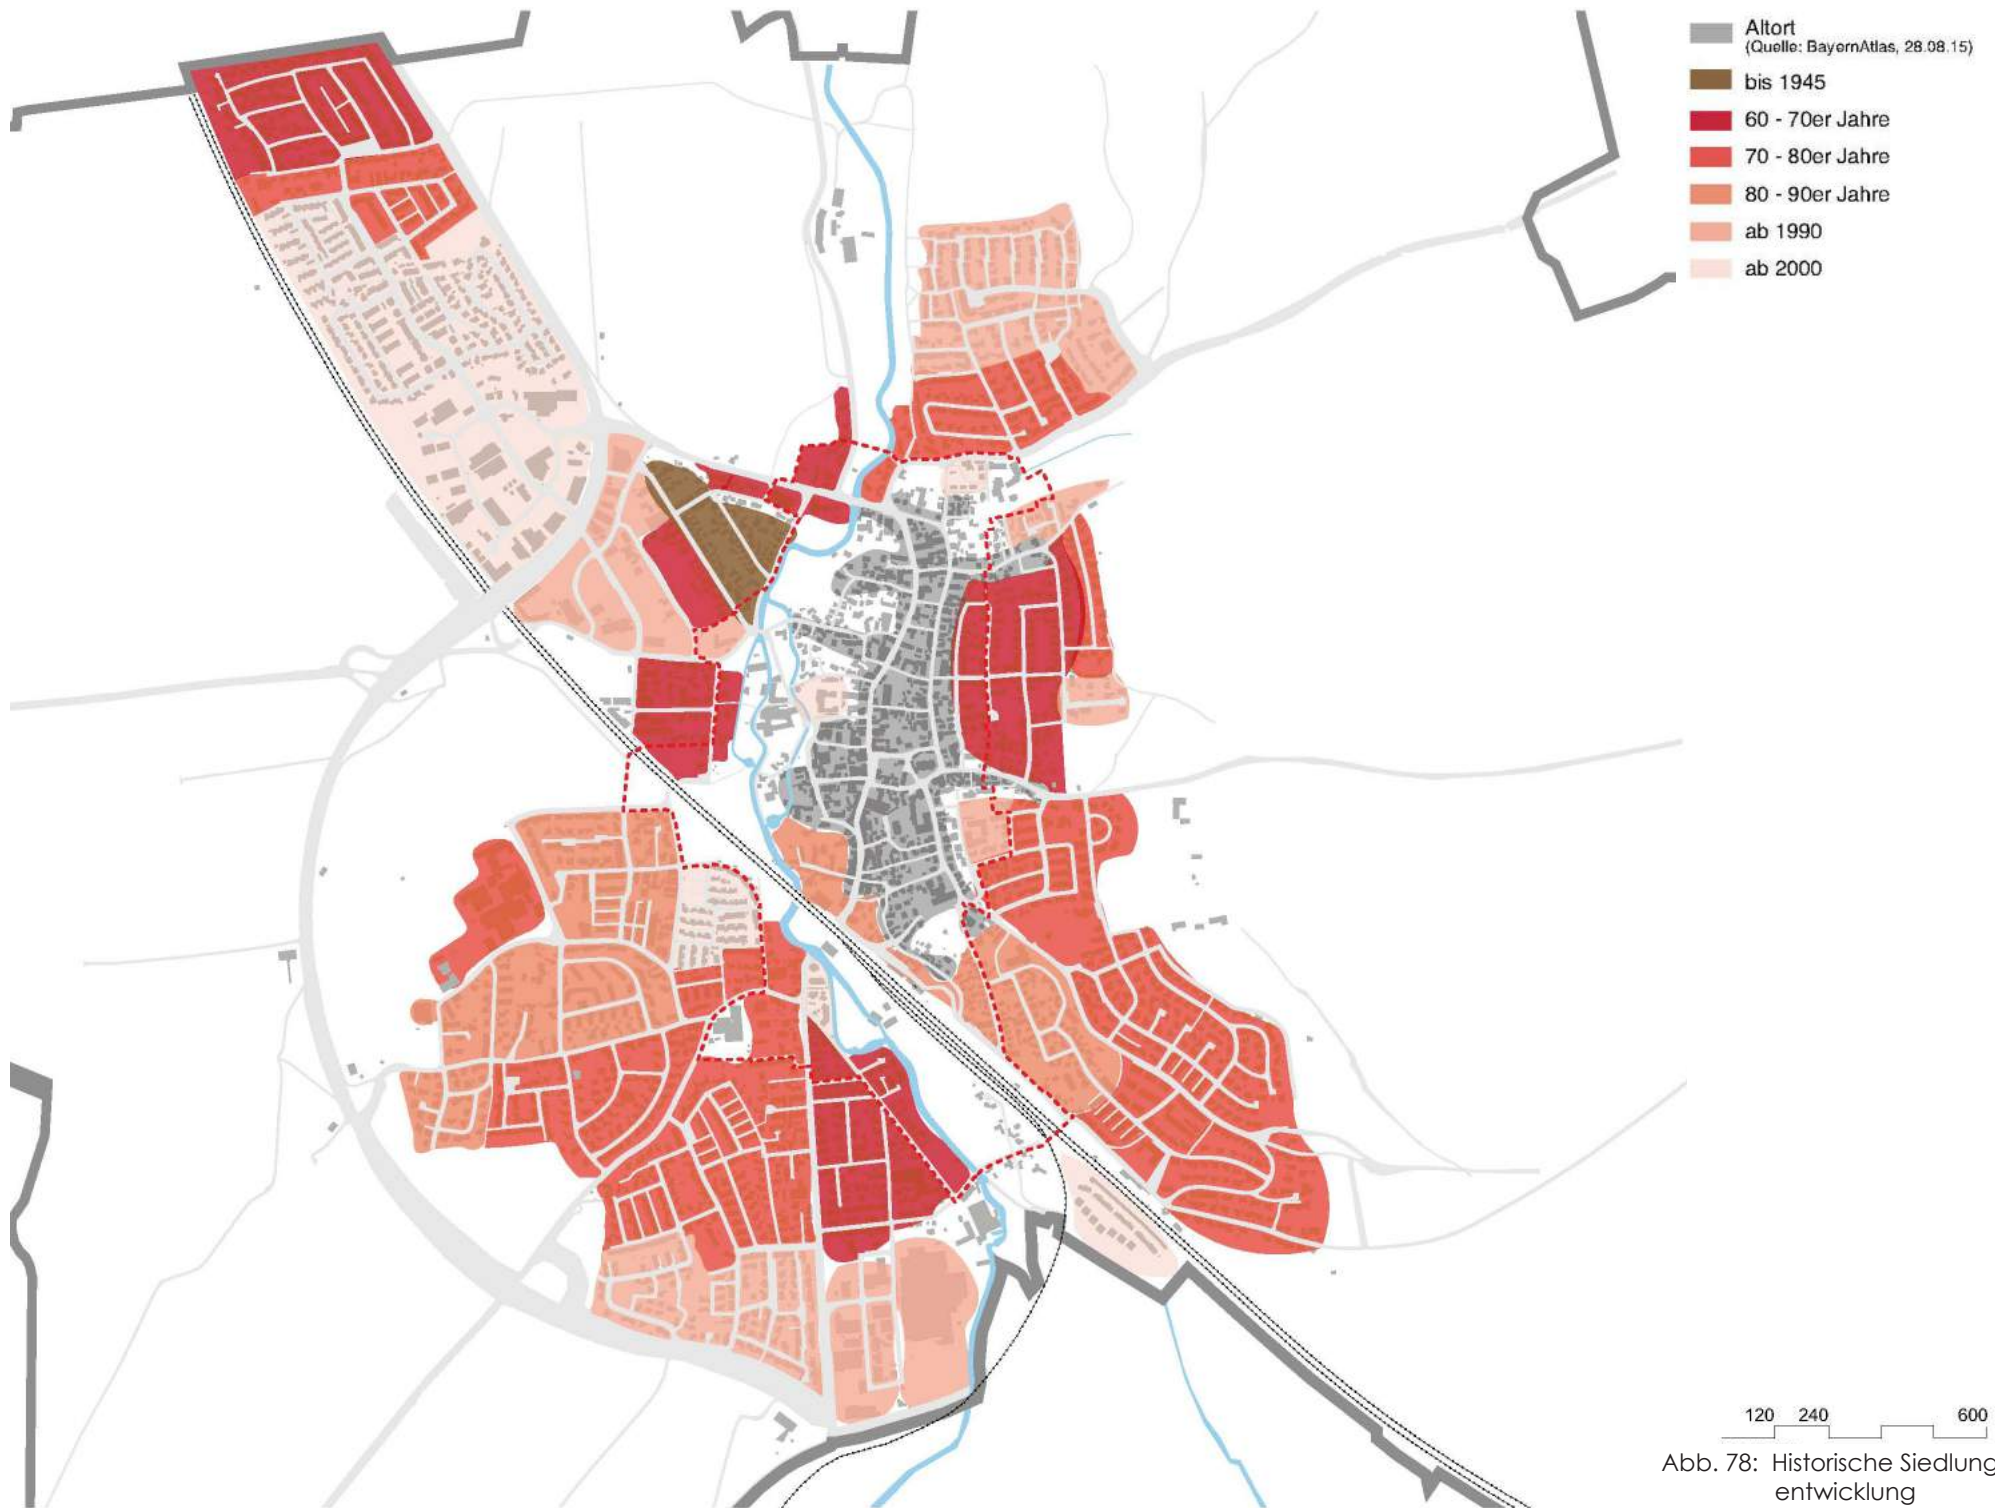 Altort
(Quelle: BayernAtlas, 28.08.15)
bis 1945
60 - 70er Jahre
70 - 80er Jahre
80 - 90er Jahre
ab 1990
ab 2000
120 240 600
Abb. 78: Historische Siedlung
entwicklung